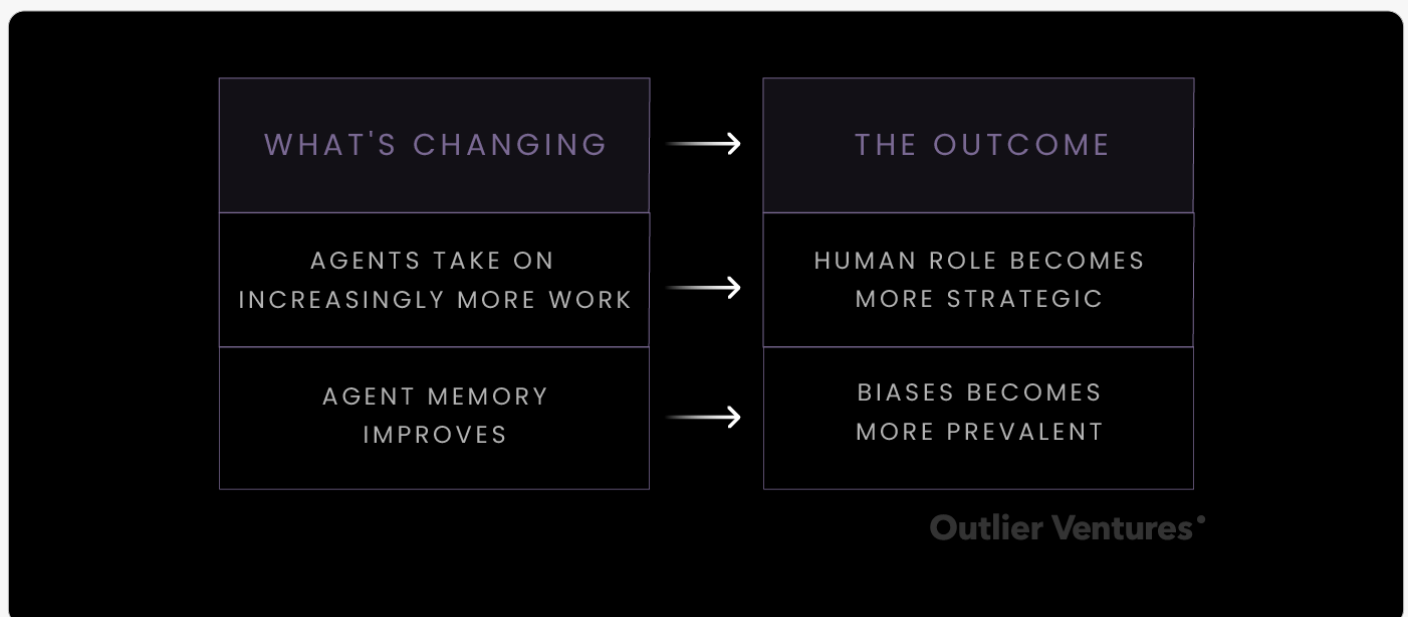 WHAT'S CHANGING
THE OUTCOME
AGENTS TAKE ON
INCREASINGLY MORE WORK
HUMAN ROLE BECOMES
MORE STRATEGIC
AGENT MEMORY
IMPROVES
BIASES BECOMES
MORE PREVALENT
Outlier Ventures